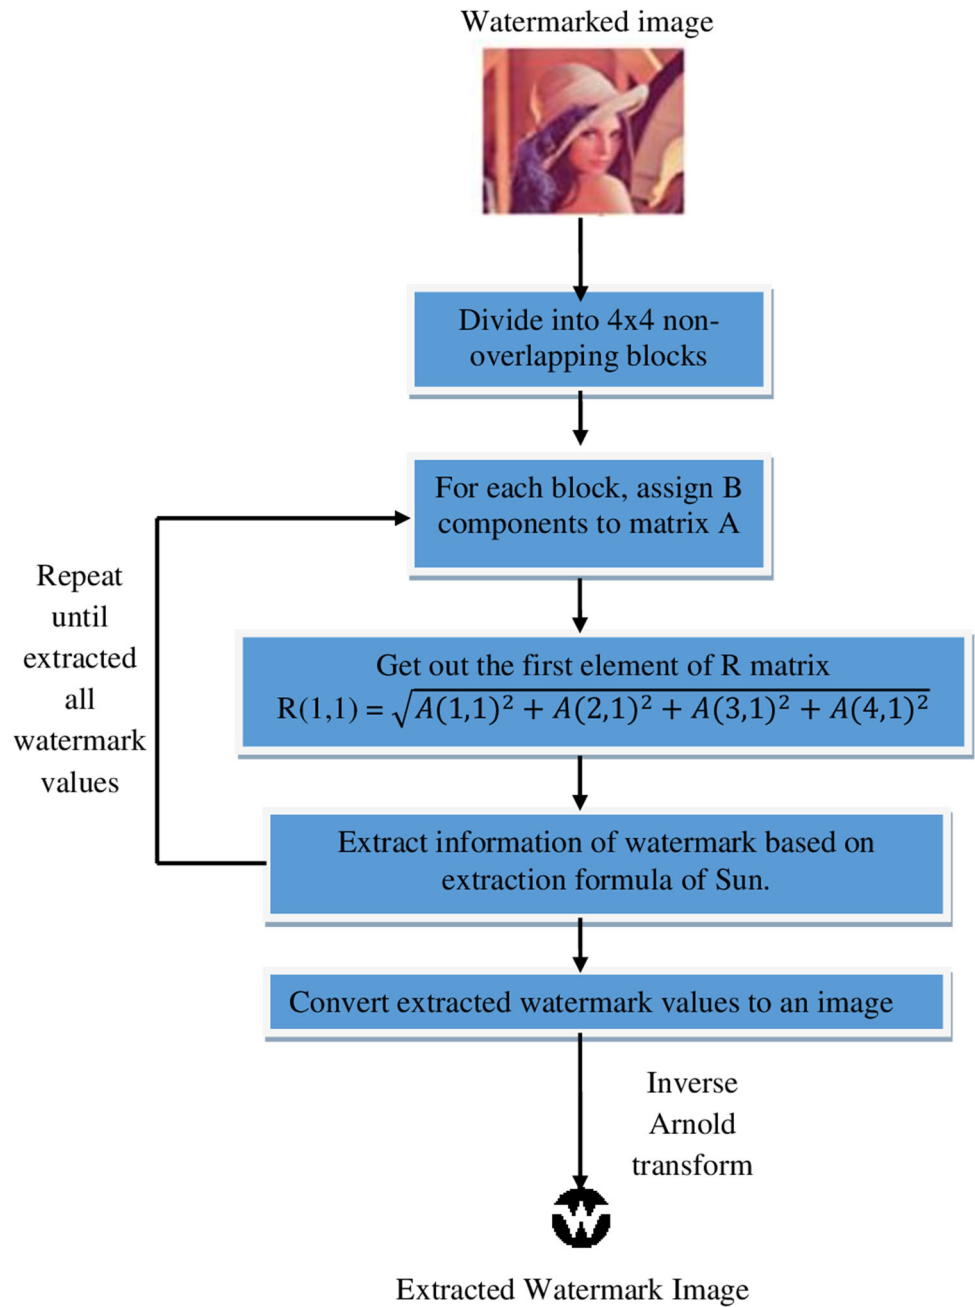 Watermarked image
Divide into 4x4 non-
overlapping blocks
For each block, assign B
components to matrix A
Repeat
until
extracted
all
watermark
values
Get out the first element of R matrix
R(1,1) = √A(1,1)² + A(2,1)² + A(3,1)² + A(4,1)²
Extract information of watermark based on
extraction formula of Sun.
Convert extracted watermark values to an image
Inverse
Arnold
transform
W
Extracted Watermark Image